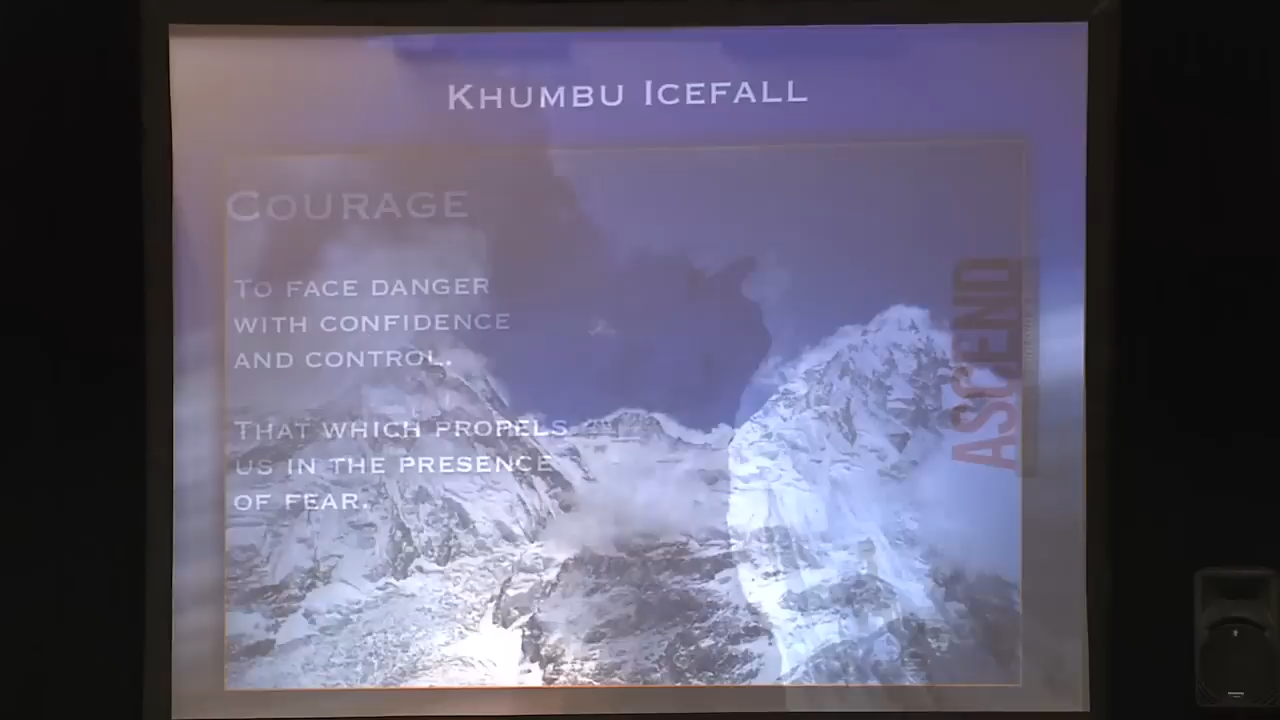 KHUMBU ICEFALL
COURAGE
TO FACE DANGER
WITH CONFIDENCE
AND CONTROL.
THAT WHICH PROPELS
US IN THE PRESENCE
OF FEAR.
ASCEND